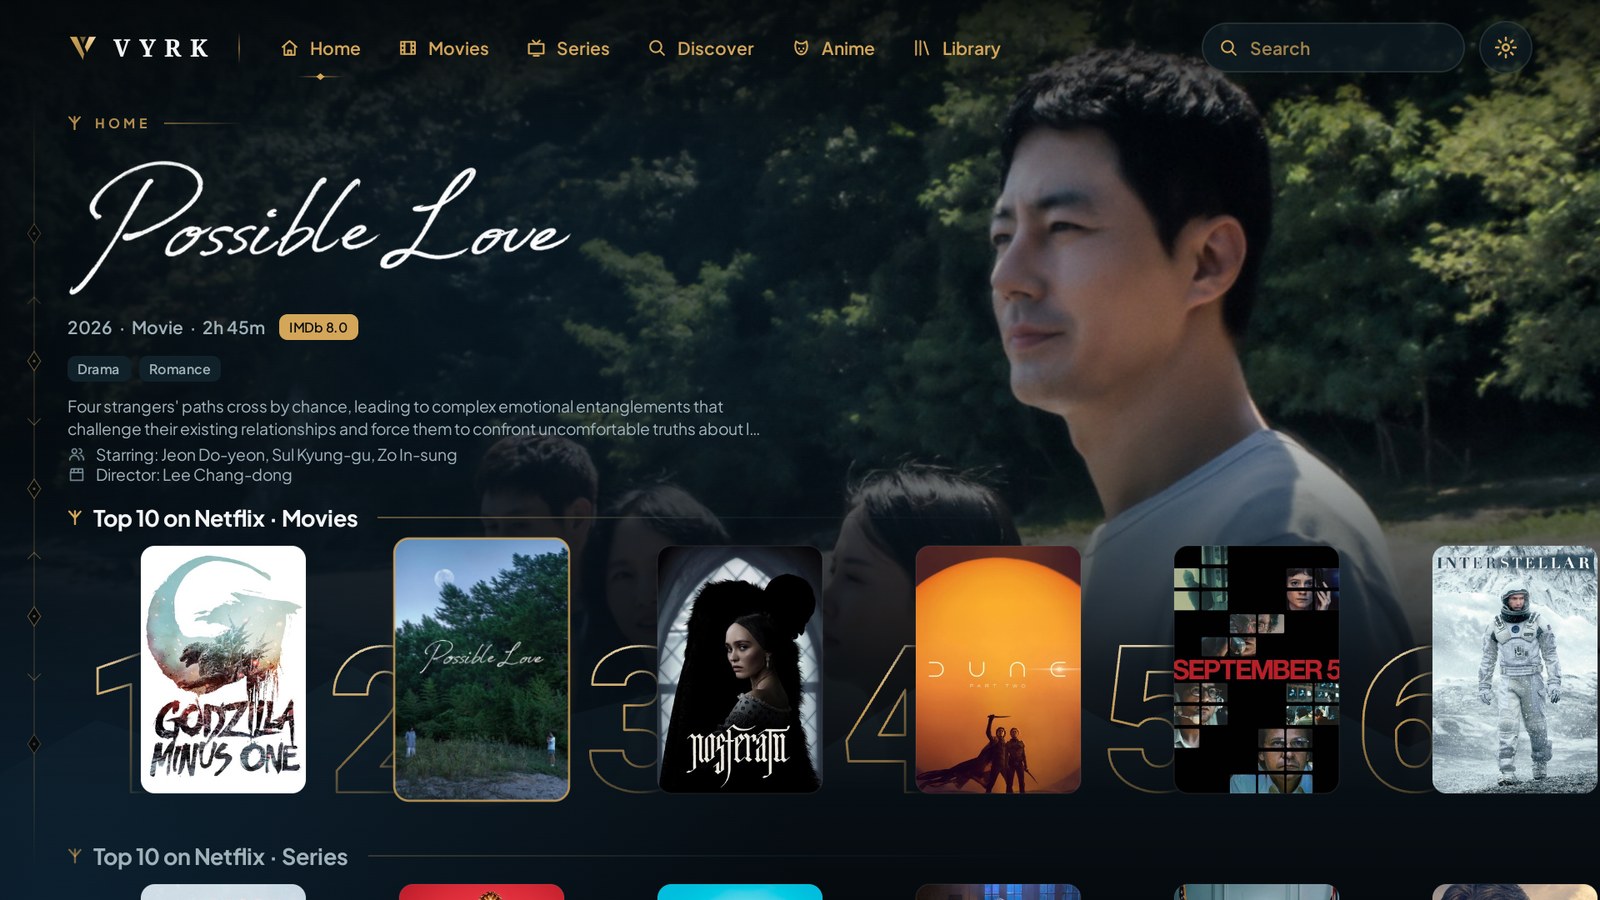 VYRK
Home
Movies
Series
Discover
Anime
Library
Search
HOME
Possible Love
2026 · Movie · 2h 45m
IMDb 8.0
Drama
Romance
Four strangers' paths cross by chance, leading to complex emotional entanglements that
challenge their existing relationships and force them to confront uncomfortable truths about l...
Starring: Jeon Do-yeon, Sul Kyung-gu, Zo In-sung
Director: Lee Chang-dong
Top 10 on Netflix · Movies
1
GODZILLA
MINUS ONE
2
Possible Love
3
nosferatu
4
DUNE
PART TWO
5
SEPTEMBER 5
6
INTERSTELLAR
Top 10 on Netflix · Series